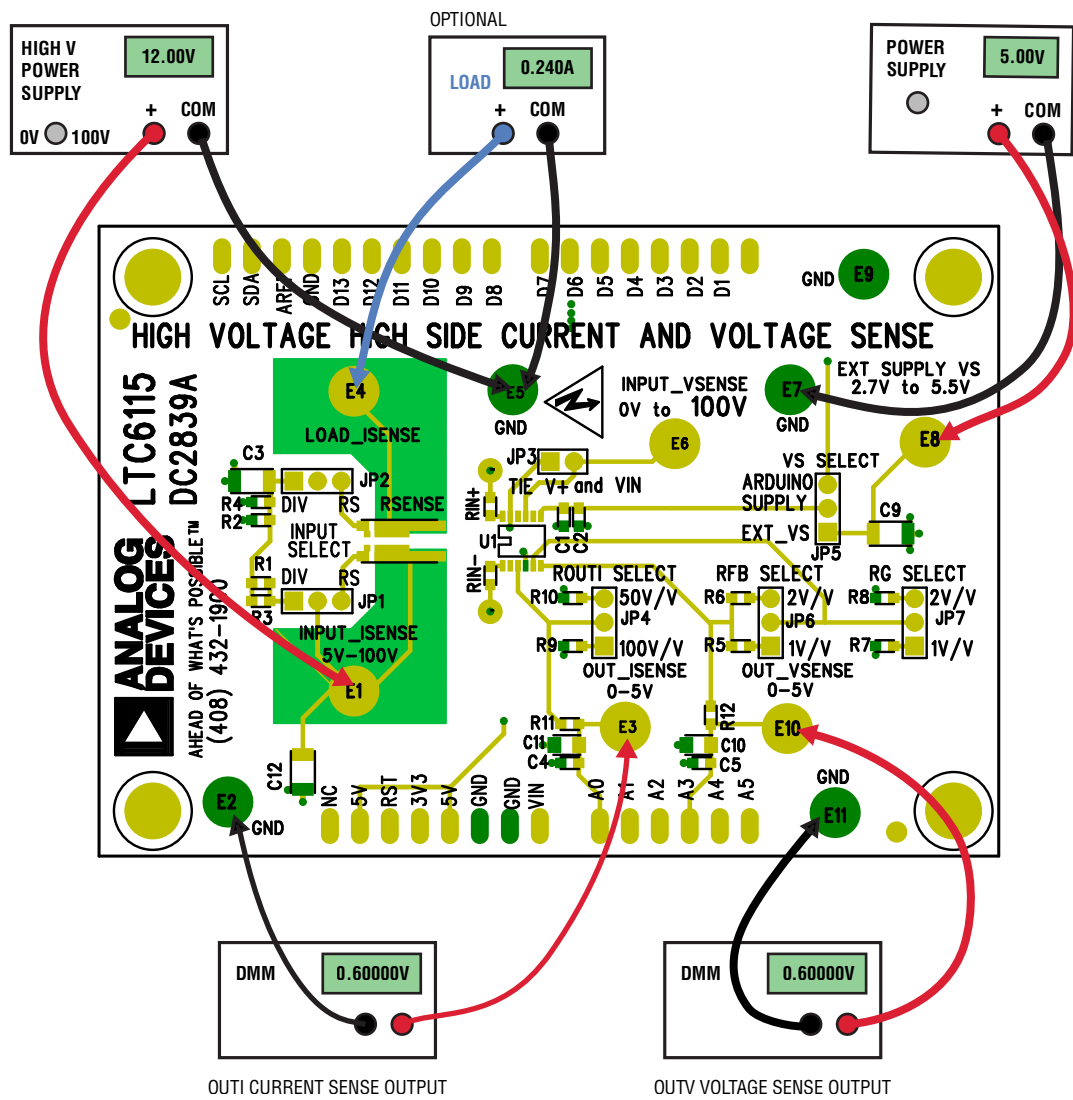 OPTIONAL
HIGH V
POWER
SUPPLY
12.00V
+ COM
0V 100V
LOAD
0.240A
+ COM
POWER
SUPPLY
5.00V
+ COM
SCL
SDA
AREF
GND
D13
D12
D11
D10
D9
D8
D7
D6
D5
D4
D3
D2
D1
GND E9
HIGH VOLTAGE HIGH SIDE CURRENT AND VOLTAGE SENSE
LTC6115
DC2839A
ANALOG
DEVICES
AHEAD OF WHAT'S POSSIBLE™
(408) 432-1900
E4
LOAD_ISENSE
E5
GND
INPUT_VSENSE
0V to 100V
E6
E7
GND
EXT SUPPLY VS
2.7V to 5.5V
E8
C3
JP2
R4
R2
DIV
RS
RSENSE
INPUT
SELECT
R1
R3
DIV
RS
JP1
INPUT_ISENSE
5V-100V
E1
JP3
TIE V+ and VIN
RIN+
RIN-
U1
C1
C2
VS SELECT
ARDUINO
SUPPLY
EXT_VS
JP5
C9
ROUTI SELECT
R10
50V/V
JP4
R9
100V/V
OUT_ISENSE
0-5V
RFB SELECT
R6
2V/V
JP6
R5
1V/V
OUT_VSENSE
0-5V
RG SELECT
R8
2V/V
JP7
R7
1V/V
R11
C11
C4
E3
R12
C10
C5
E10
C12
E2
GND
NC
5V
RST
3V3
5V
GND
GND
VIN
A0
A1
A2
A3
A4
A5
GND
E11
DMM
0.60000V
OUTI CURRENT SENSE OUTPUT
DMM
0.60000V
OUTV VOLTAGE SENSE OUTPUT